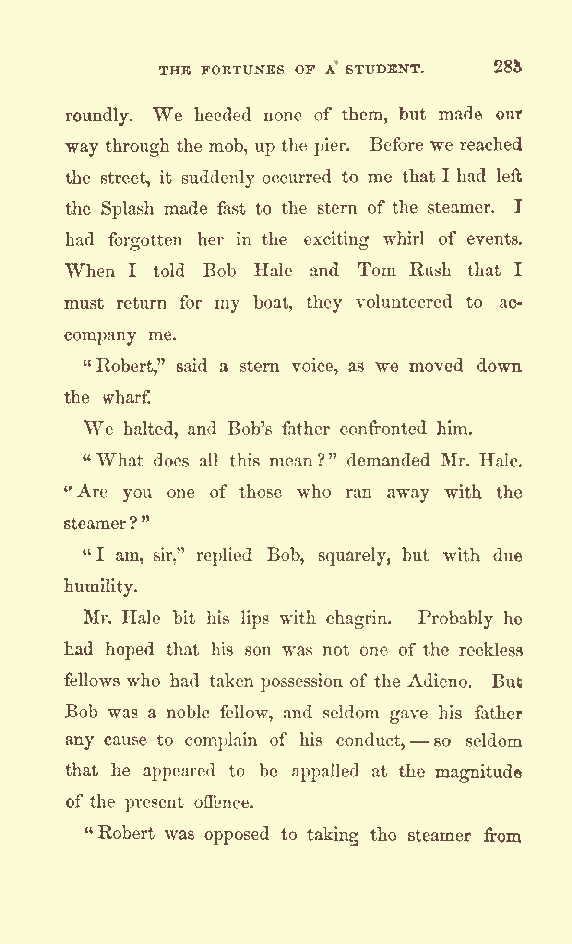 THE FORTUNES OF A STUDENT. 285
roundly. We heeded none of them, but made our
way through the mob, up the pier. Before we reached
the street, it suddenly occurred to me that I had left
the Splash made fast to the stern of the steamer. I
had forgotten her in the exciting whirl of events.
When I told Bob Hale and Tom Rush that I
must return for my boat, they volunteered to ac-
company me.
"Robert," said a stern voice, as we moved down
the wharf.
We halted, and Bob's father confronted him.
"What does all this mean?" demanded Mr. Hale.
"Are you one of those who ran away with the
steamer?"
"I am, sir," replied Bob, squarely, but with due
humility.
Mr. Hale bit his lips with chagrin. Probably he
had hoped that his son was not one of the reckless
fellows who had taken possession of the Adieno. But
Bob was a noble fellow, and seldom gave his father
any cause to complain of his conduct, — so seldom
that he appeared to be appalled at the magnitude
of the present offence.
"Robert was opposed to taking the steamer from